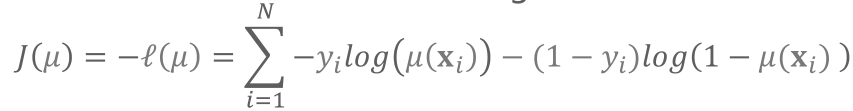 J(μ) = −ℓ(μ) = ∑_{i=1}^{N} −y_i log(μ(𝐱_i)) − (1 − y_i)log(1 − μ(𝐱_i) )